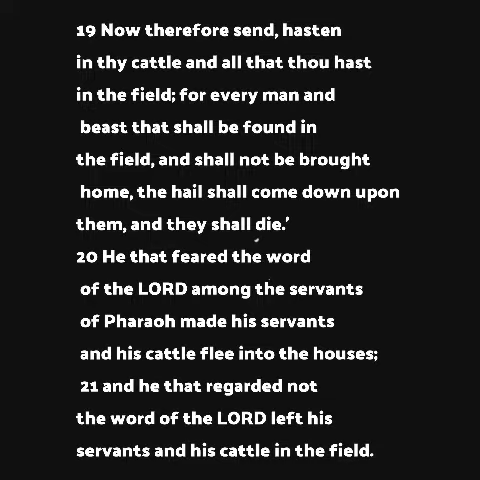 19 Now therefore send, hasten
in thy cattle and all that thou hast
in the field; for every man and
beast that shall be found in
the field, and shall not be brought
home, the hail shall come down upon
them, and they shall die.'
20 He that feared the word
of the LORD among the servants
of Pharaoh made his servants
and his cattle flee into the houses;
21 and he that regarded not
the word of the LORD left his
servants and his cattle in the field.